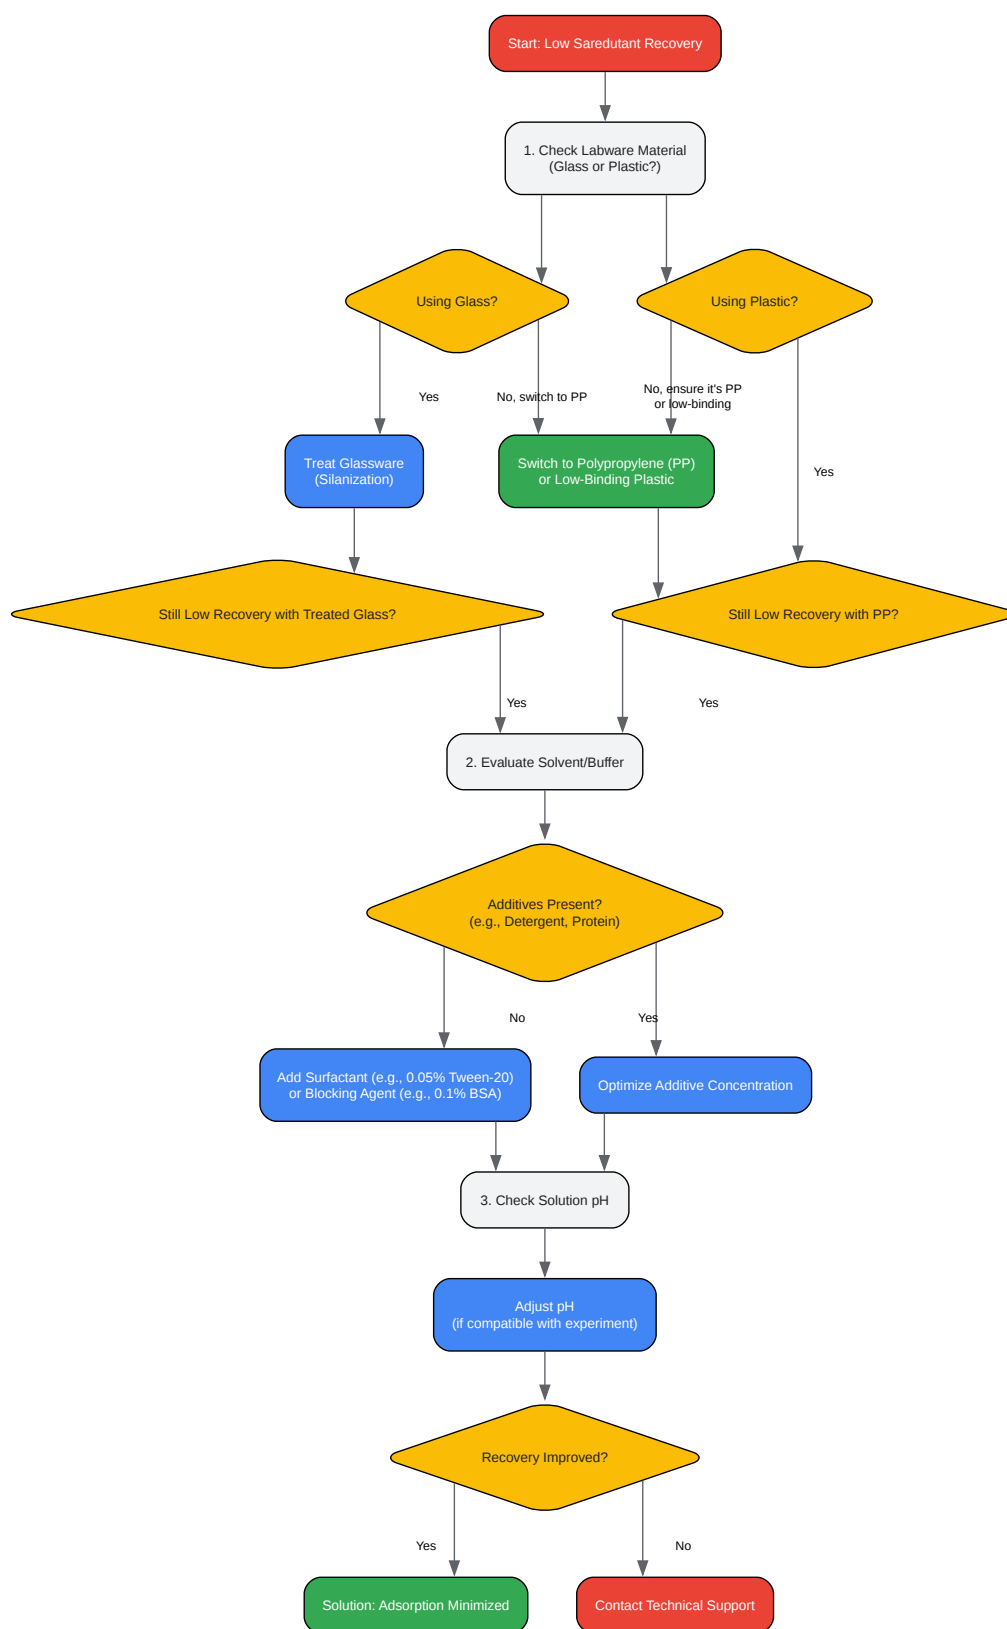 Start: Low Saredutant Recovery
1. Check Labware Material
(Glass or Plastic?)
Using Glass?
Using Plastic?
Yes
No, switch to PP
No, ensure it's PP
or low-binding
Treat Glassware
(Silanization)
Switch to Polypropylene (PP)
or Low-Binding Plastic
Yes
Still Low Recovery with Treated Glass?
Still Low Recovery with PP?
Yes
Yes
2. Evaluate Solvent/Buffer
Additives Present?
(e.g., Detergent, Protein)
No
Yes
Add Surfactant (e.g., 0.05% Tween-20)
or Blocking Agent (e.g., 0.1% BSA)
Optimize Additive Concentration
3. Check Solution pH
Adjust pH
(if compatible with experiment)
Recovery Improved?
Yes
No
Solution: Adsorption Minimized
Contact Technical Support